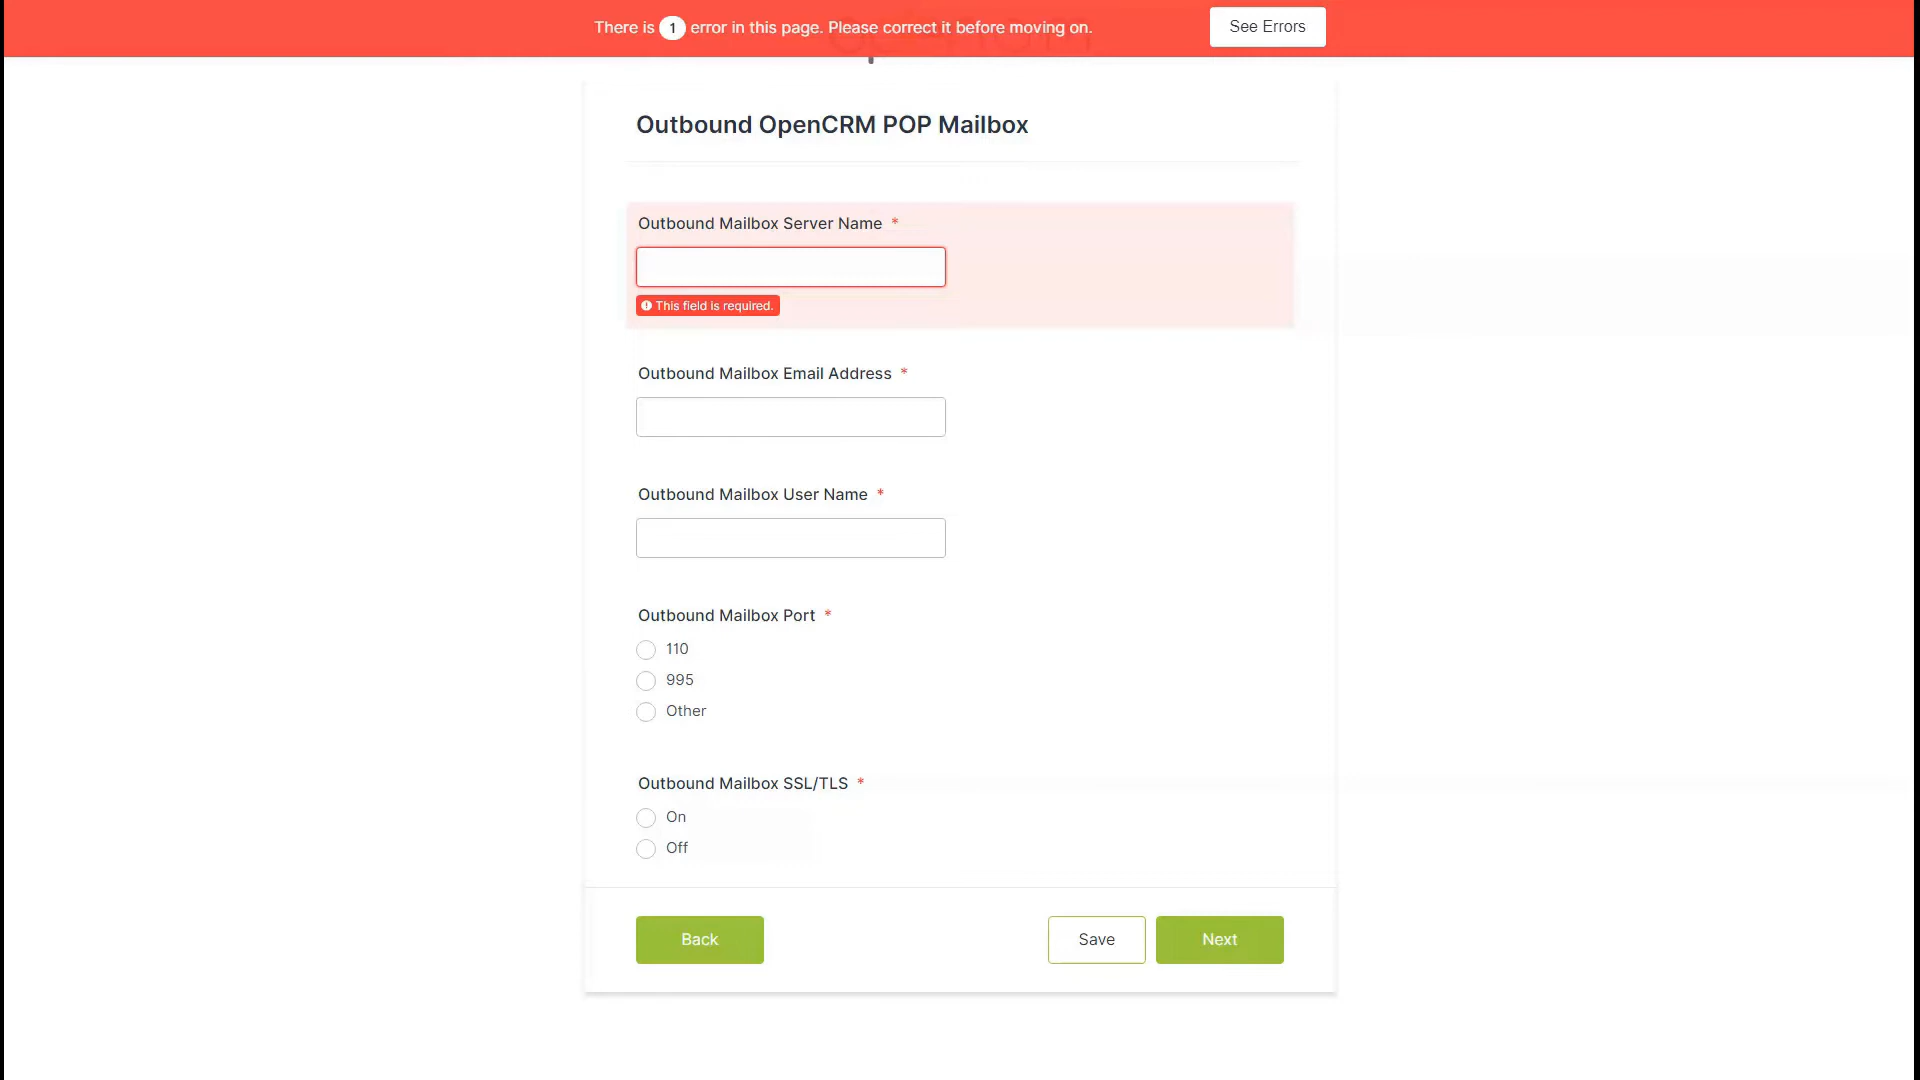 There is 1 error in this page. Please correct it before moving on.
See Errors
Outbound OpenCRM POP Mailbox
Outbound Mailbox Server Name *
This field is required.
Outbound Mailbox Email Address *
Outbound Mailbox User Name *
Outbound Mailbox Port *
110
995
Other
Outbound Mailbox SSL/TLS *
On
Off
Back
Save
Next